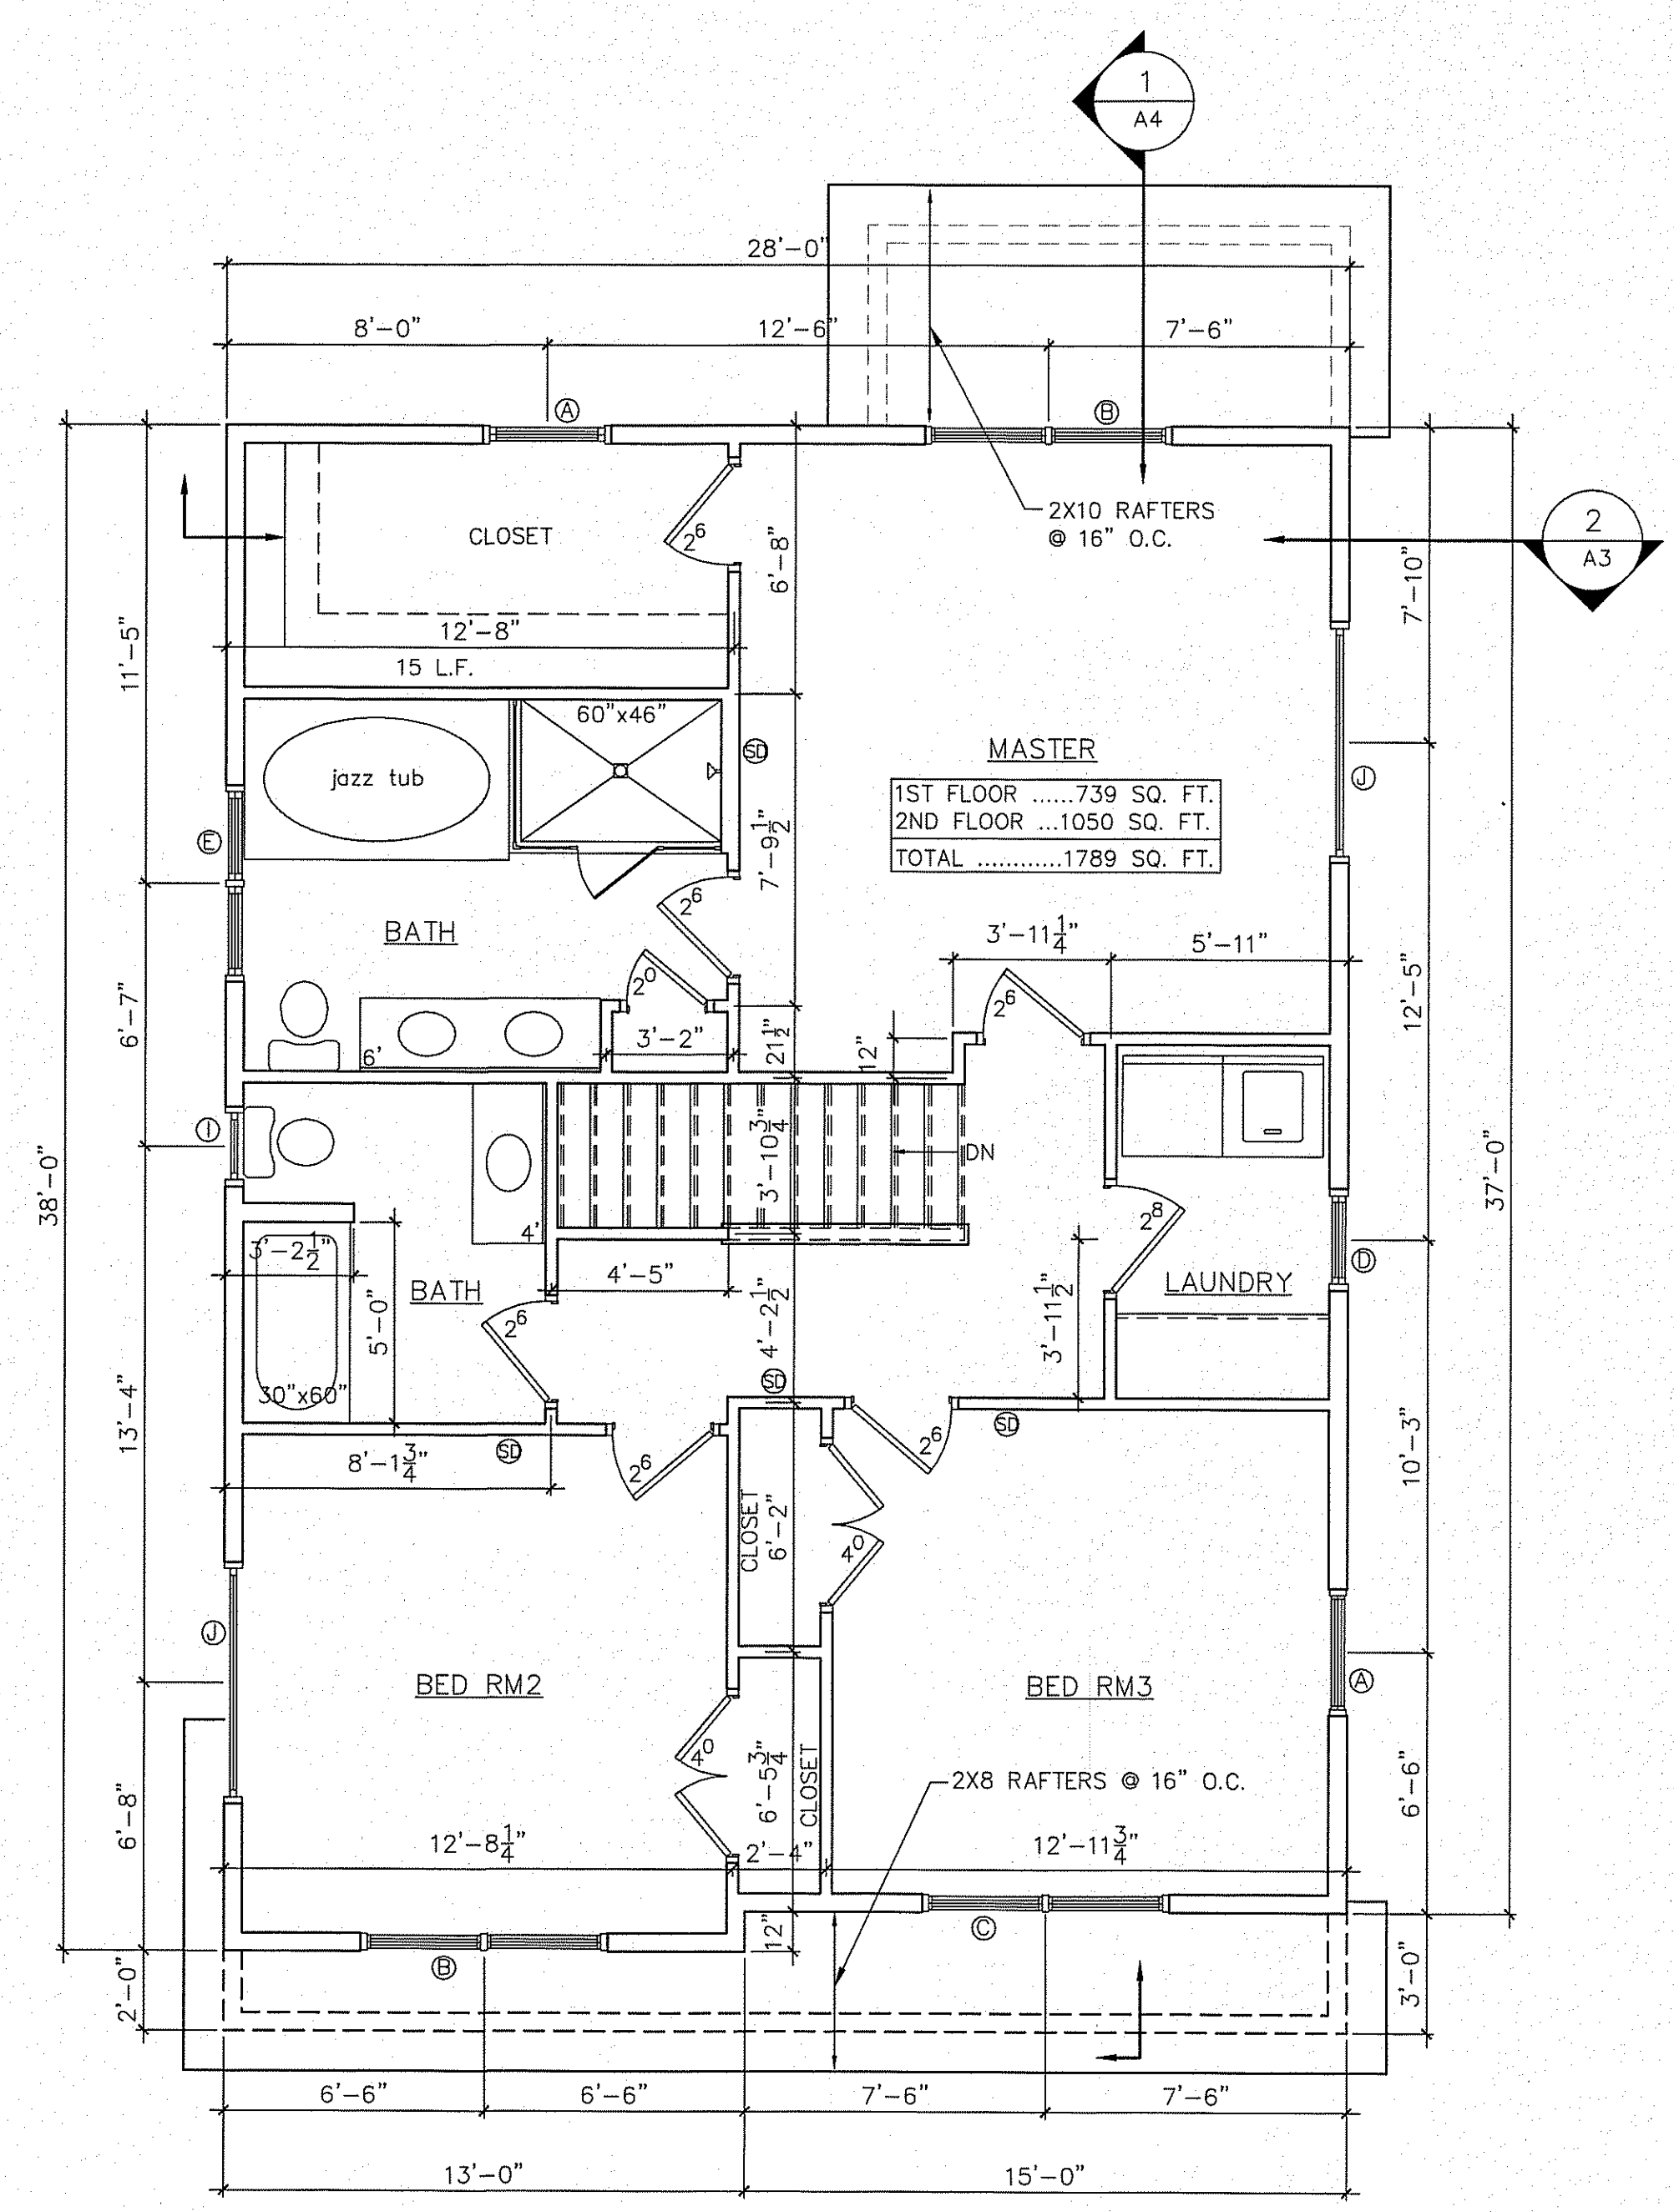 1
A4
28'-0"
8'-0"
12'-6"
7'-6"
A
B
2X10 RAFTERS
@ 16" O.C.
2
A3
CLOSET
2⁶
6'-8"
7'-10"
11'-5"
12'-8"
15 L.F.
60"x46"
SD
jazz tub
MASTER
J
1ST FLOOR ......739 SQ. FT.
2ND FLOOR ...1050 SQ. FT.
TOTAL ............1789 SQ. FT.
E
7'-9½"
2⁶
BATH
3'-11¼"
5'-11"
2⁰
2⁶
6'-7"
12'-5"
6'
3'-2"
21½"
12"
I
38'-0"
3'-10¾"
DN
37'-0"
4'
2⁸
3'-2½"
4'-5"
D
BATH
LAUNDRY
5'-0"
2⁶
4'-2½"
3'-11½"
30"x60"
SD
13'-4"
SD
SD
8'-1¾"
2⁶
2⁶
10'-3"
CLOSET
6'-2"
4⁰
J
BED RM2
BED RM3
A
4⁰
6'-5¾"
CLOSET
2X8 RAFTERS @ 16" O.C.
6'-8"
6'-6"
12'-8¼"
2'-4"
12'-11¾"
C
12"
B
2'-0"
3'-0"
6'-6"
6'-6"
7'-6"
7'-6"
13'-0"
15'-0"